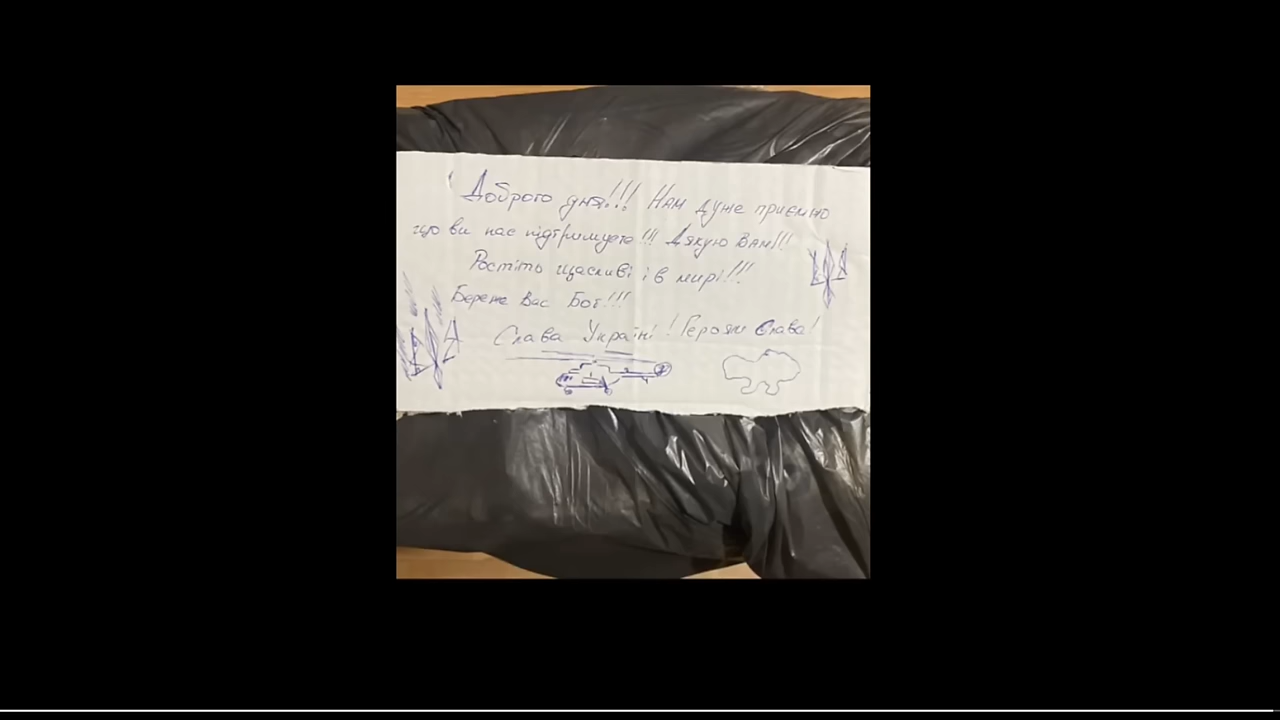 Доброго дня!!! Нам дуже приємно
що ви нас підтримуєте!!! Дякую Вам!!!
Ростіть щасливі і в мирі!!!
Береже Вас Бог!!!
Слава Україні! Героям Слава!